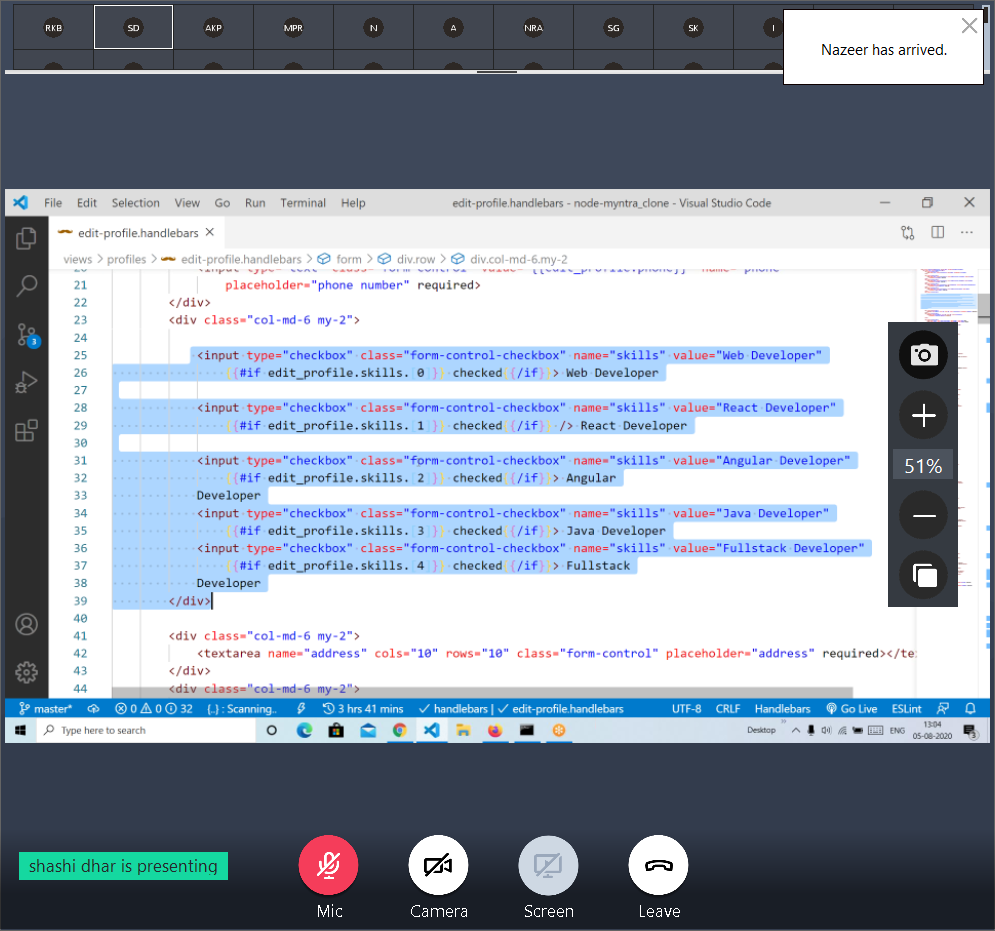 RKB SD AKP MPR N A NRA SG SK I
Nazeer has arrived.
File Edit Selection View Go Run Terminal Help edit-profile.handlebars - node-myntra_clone - Visual Studio Code
edit-profile.handlebars
views > profiles > edit-profile.handlebars > form > div.row > div.col-md-6.my-2
20 <input type="text" class="form-control" value="{{edit_profile.phone}}" name="phone"
21 placeholder="phone number" required>
22 </div>
23 <div class="col-md-6 my-2">
24
25 <input type="checkbox" class="form-control-checkbox" name="skills" value="Web Developer"
26 {{#if edit_profile.skills.[0]}} checked{{/if}}> Web Developer
27
28 <input type="checkbox" class="form-control-checkbox" name="skills" value="React Developer"
29 {{#if edit_profile.skills.[1]}} checked{{/if}} /> React Developer
30
31 <input type="checkbox" class="form-control-checkbox" name="skills" value="Angular Developer"
32 {{#if edit_profile.skills.[2]}} checked{{/if}}> Angular
33 Developer
34 <input type="checkbox" class="form-control-checkbox" name="skills" value="Java Developer"
35 {{#if edit_profile.skills.[3]}} checked{{/if}}> Java Developer
36 <input type="checkbox" class="form-control-checkbox" name="skills" value="Fullstack Developer"
37 {{#if edit_profile.skills.[4]}} checked{{/if}}> Fullstack
38 Developer
39 </div>
40
41 <div class="col-md-6 my-2">
42 <textarea name="address" cols="10" rows="10" class="form-control" placeholder="address" required></te
43 </div>
44 <div class="col-md-6 my-2">
3
51%
master* 0 0 32 {..} : Scanning.. 3 hrs 41 mins handlebars | edit-profile.handlebars UTF-8 CRLF Handlebars Go Live ESLint
Type here to search Desktop ENG 13:04
05-08-2020 3
shashi dhar is presenting
Mic Camera Screen Leave